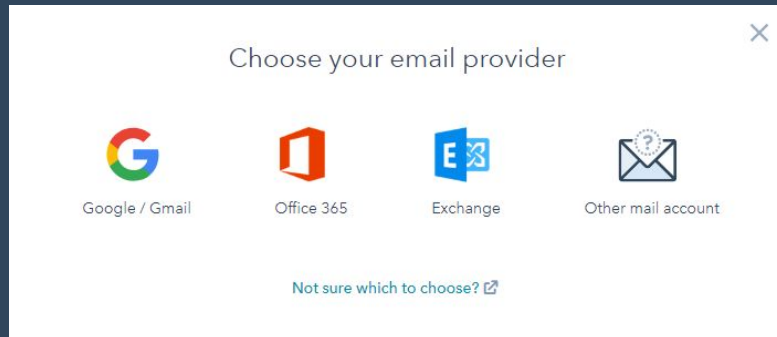 Choose your email provider
Google / Gmail
Office 365
E
Exchange
?
Other mail account
Not sure which to choose?